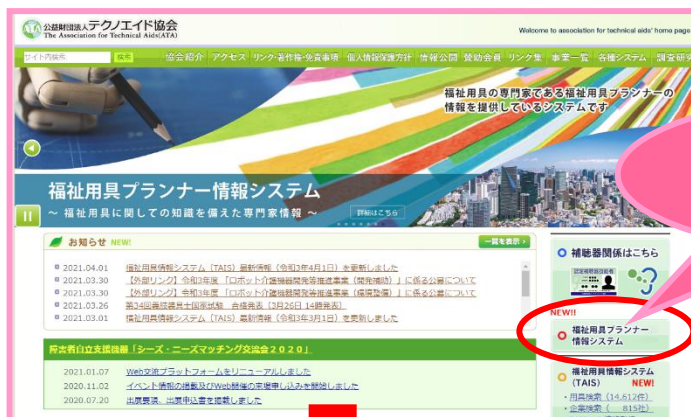 公益財団法人テクノエイド協会
The Association for Technical Aids(ATA)
Welcome to association for technical aids' home page
サイト内検索 検索 協会紹介 アクセス リンク・著作権・免責事項 個人情報保護方針 情報公開 賛助会員 リンク集 事業一覧 各種システム 調査研究
福祉用具の専門家である福祉用具プランナーの
情報を提供しているシステムです
福祉用具プランナー情報システム
～ 福祉用具に関しての知識を備えた専門家情報 ～ 詳細はこちら
お知らせ NEW! 一覧を表示
2021.04.01 福祉用具情報システム（TAIS）最新情報（令和3年4月1日）を更新しました
2021.03.30 【外部リンク】令和3年度 「ロボット介護機器開発等推進事業（開発補助）」に係る公募について
2021.03.30 【外部リンク】令和3年度 「ロボット介護機器開発等推進事業（環境整備）」に係る公募について
2021.03.26 第34回義肢装具士国家試験 合格発表（3月26日 14時発表）
2021.03.01 福祉用具情報システム（TAIS）最新情報（令和3年3月1日）を更新しました
障害者自立支援機器「シーズ・ニーズマッチング交流会２０２０」
2021.01.07 Web交流プラットフォームをリニューアルしました
2020.11.02 イベント情報の掲載及びWeb開催の来場申し込みを開始しました
2020.07.20 出展要項、出展申込書を掲載しました
補聴器関係はこちら
NEW!!
福祉用具プランナー
情報システム
福祉用具情報システム
（TAIS） NEW!
・用具検索（14,612件）
・企業検索（ 815社）